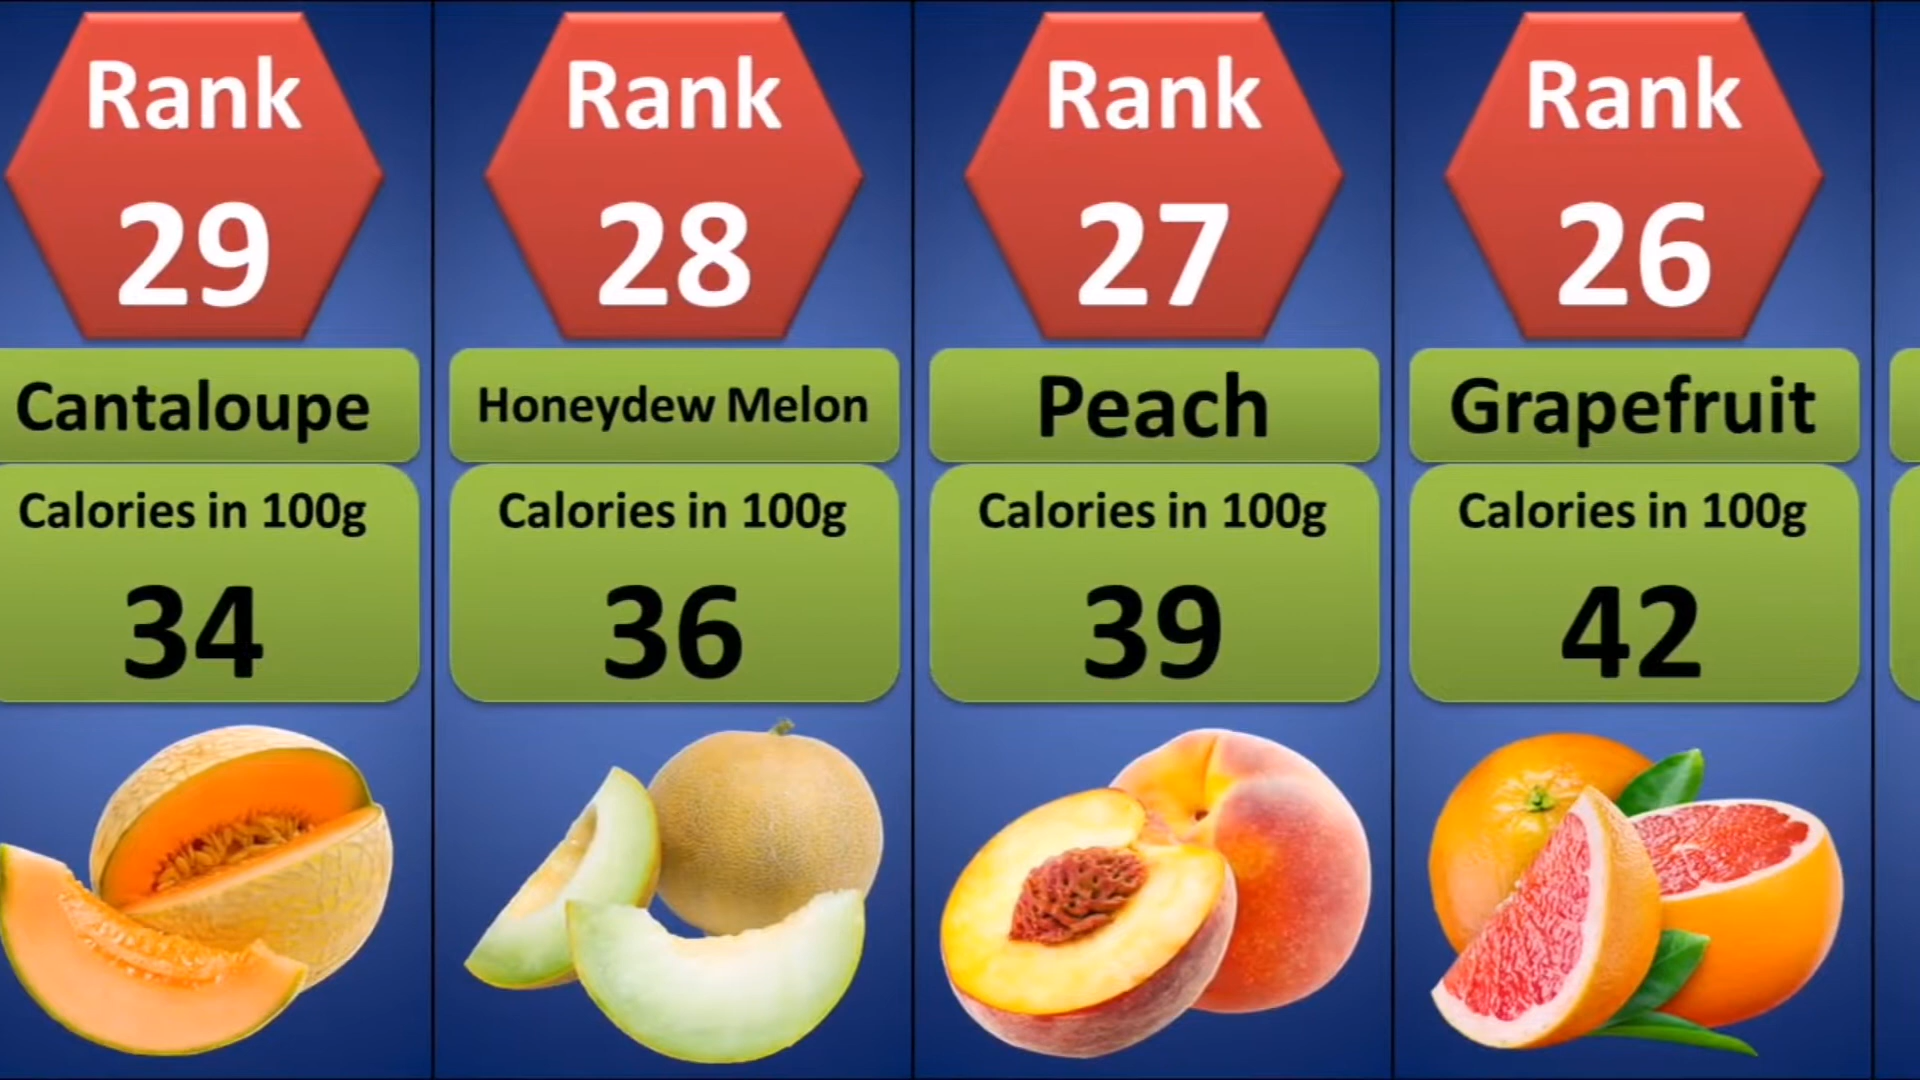 Rank
29
Cantaloupe
Calories in 100g
34
Rank
28
Honeydew Melon
Calories in 100g
36
Rank
27
Peach
Calories in 100g
39
Rank
26
Grapefruit
Calories in 100g
42